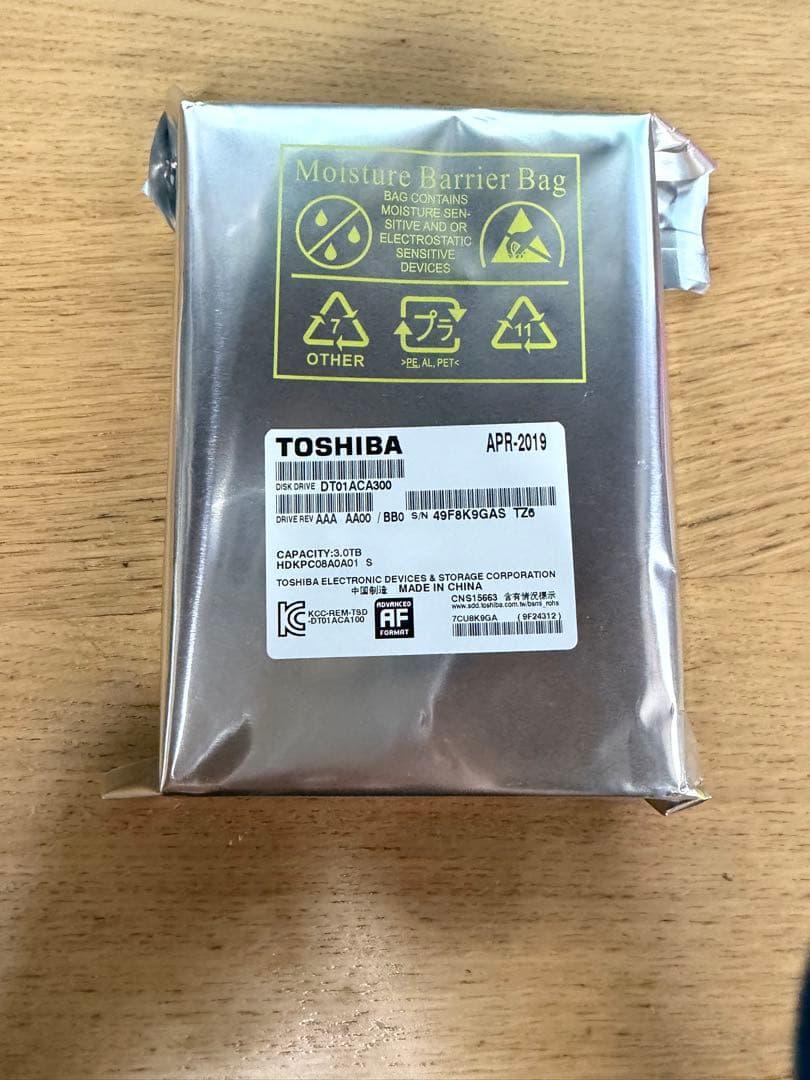 Moisture Barrier Bag
BAG CONTAINS
MOISTURE SEN-
SITIVE AND OR
ELECTROSTATIC
SENSITIVE
DEVICES
7
プラ
11
OTHER
>PE, AL, PET<
TOSHIBA APR-2019
DISK DRIVE DT01ACA300
DRIVE REV AAA AA00 /BB0 S/N 49F8K9GAS TZ6
CAPACITY:3.0TB
HDKPC08A0A01 S
TOSHIBA ELECTRONIC DEVICES & STORAGE CORPORATION
中国制造 MADE IN CHINA
CNS15663 含有情況標示
www.sdd.toshiba.com.tw/bsmi_rohs
KCC-REM-TSD
-DT01ACA100
ADVANCED
AF
FORMAT
7CU8K9GA (9F24312)